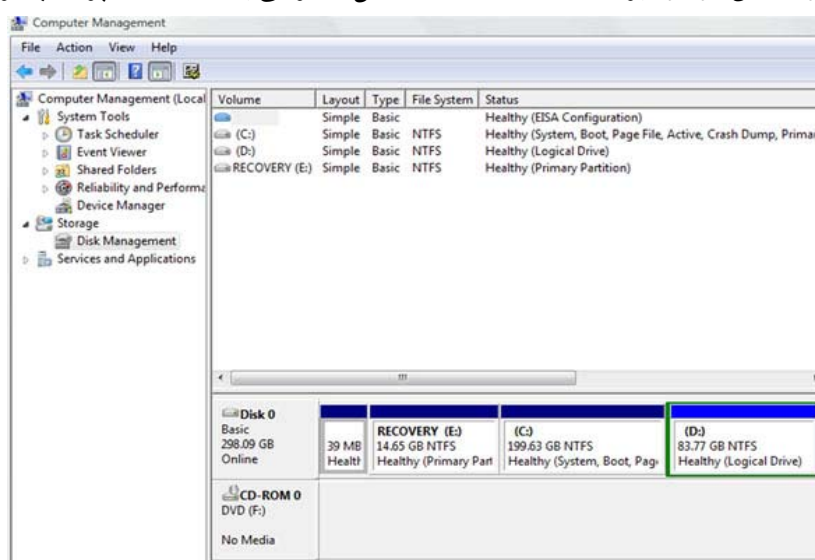 Computer Management
File Action View Help
Computer Management (Local
System Tools
Task Scheduler
Event Viewer
Shared Folders
Reliability and Performa
Device Manager
Storage
Disk Management
Services and Applications
Volume Layout Type File System Status
Simple Basic Healthy (EISA Configuration)
(C:) Simple Basic NTFS Healthy (System, Boot, Page File, Active, Crash Dump, Prima
(D:) Simple Basic NTFS Healthy (Logical Drive)
RECOVERY (E:) Simple Basic NTFS Healthy (Primary Partition)
Disk 0
Basic
298.09 GB
Online
39 MB
Healt
RECOVERY (E:)
14.65 GB NTFS
Healthy (Primary Part
(C:)
199.63 GB NTFS
Healthy (System, Boot, Pag
(D:)
83.77 GB NTFS
Healthy (Logical Drive)
CD-ROM 0
DVD (F:)
No Media